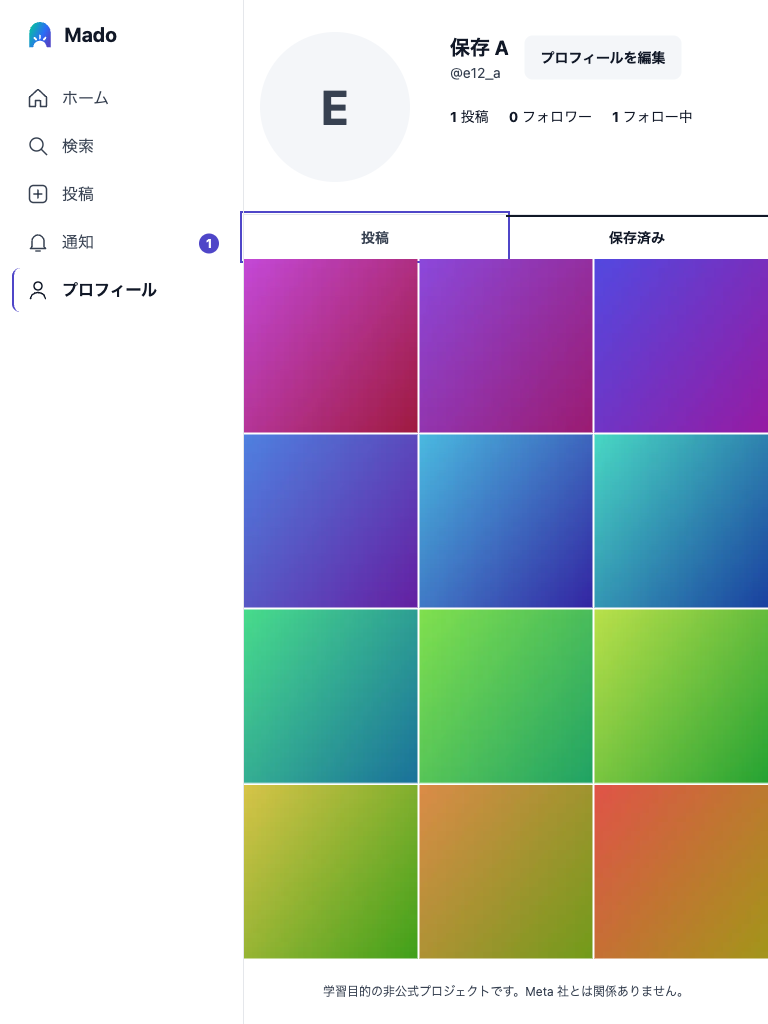 Mado
ホーム
検索
投稿
通知 1
プロフィール
E
保存 A
@e12_a
プロフィールを編集
1 投稿 0 フォロワー 1 フォロー中
投稿 保存済み
学習目的の非公式プロジェクトです。Meta 社とは関係ありません。